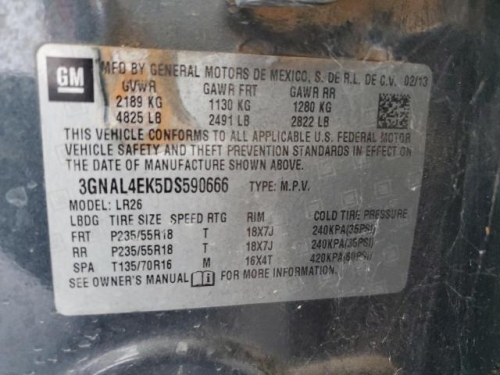 GM
MFD BY GENERAL MOTORS DE MEXICO, S. DE R.L. DE C.V. 02/13
GVWR GAWR FRT GAWR RR
2189 KG 1130 KG 1280 KG
4825 LB 2491 LB 2822 LB
THIS VEHICLE CONFORMS TO ALL APPLICABLE U.S. FEDERAL MOTOR
VEHICLE SAFETY AND THEFT PREVENTION STANDARDS IN EFFECT ON
THE DATE OF MANUFACTURE SHOWN ABOVE.
3GNAL4EK5DS590666 TYPE: M.P.V.
MODEL: LR26
LBDG TIRE SIZE SPEED RTG RIM COLD TIRE PRESSURE
FRT P235/55R18 T 18X7J 240KPA(35PSI)
RR P235/55R18 T 18X7J 240KPA(35PSI)
SPA T135/70R16 M 16X4T 420KPA(60PSI)
SEE OWNER'S MANUAL FOR MORE INFORMATION.